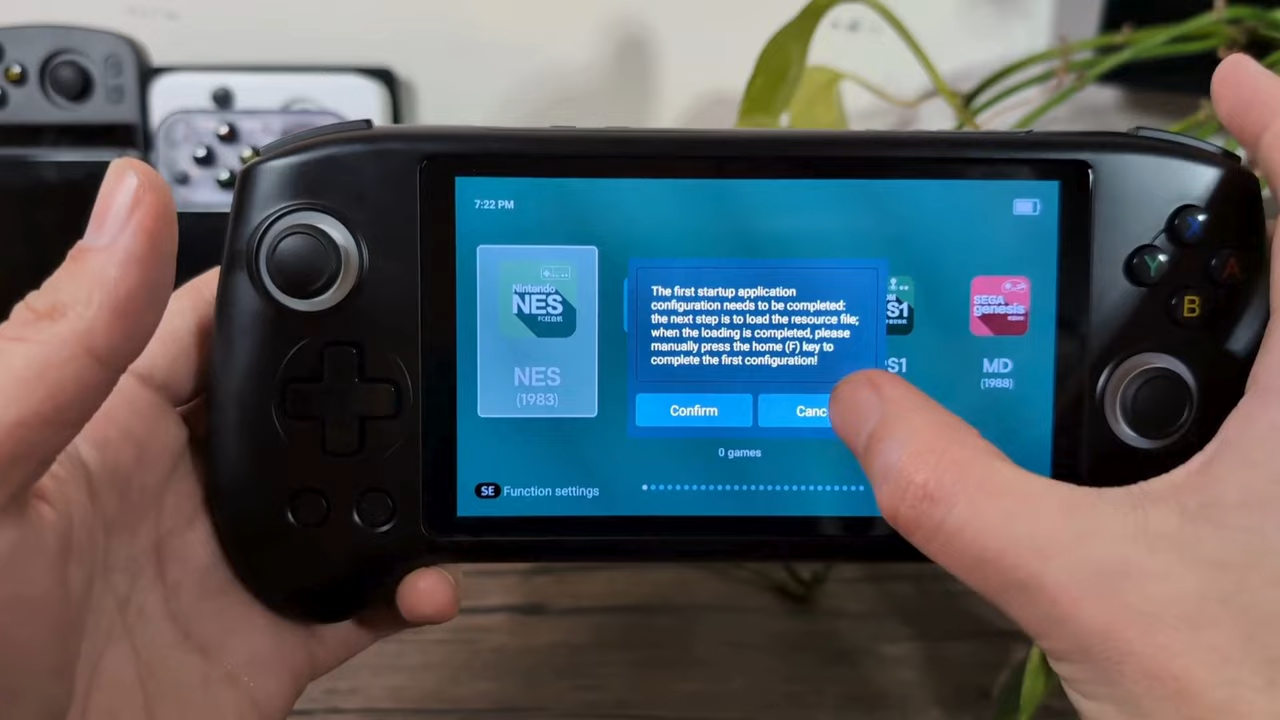 7:22 PM
Nintendo
NES
NES
(1983)
The first startup application
configuration needs to be completed:
the next step is to load the resource file;
when the loading is completed, please
manually press the home (F) key to
complete the first configuration!
Confirm
Canc
S1
PS1
SEGA
genesis
MD
(1988)
0 games
SE Function settings
X
Y
A
B